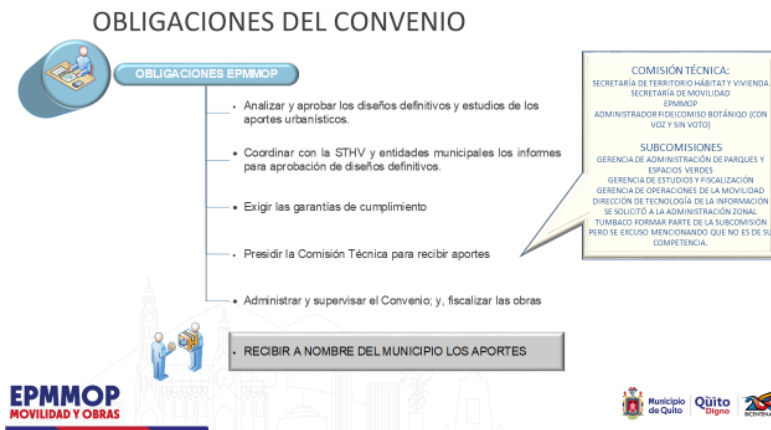 OBLIGACIONES DEL CONVENIO
OBLIGACIONES EPMMOP
• Analizar y aprobar los diseños definitivos y estudios de los
aportes urbanísticos.
• Coordinar con la STHV y entidades municipales los informes
para aprobación de diseños definitivos.
• Exigir las garantías de cumplimiento
• Presidir la Comisión Técnica para recibir aportes
• Administrar y supervisar el Convenio; y, fiscalizar las obras
• RECIBIR A NOMBRE DEL MUNICIPIO LOS APORTES
COMISIÓN TÉCNICA:
SECRETARÍA DE TERRITORIO HÁBITAT Y VIVIENDA
SECRETARÍA DE MOVILIDAD
EPMMOP
ADMINISTRADOR FIDEICOMISO BOTÁNIQO (CON
VOZ Y SIN VOTO)
SUBCOMISIONES
GERENCIA DE ADMINISTRACIÓN DE PARQUES Y
ESPACIOS VERDES
GERENCIA DE ESTUDIOS Y FISCALIZACIÓN
GERENCIA DE OPERACIONES DE LA MOVILIDAD
DIRECCIÓN DE TECNOLOGÍA DE LA INFORMACIÓN
SE SOLICITÓ A LA ADMINISTRACIÓN ZONAL
TUMBACO FORMAR PARTE DE LA SUBCOMISIÓN
PERO SE EXCUSO MENCIONANDO QUE NO ES DE SU
COMPETENCIA.
EPMMOP
MOVILIDAD Y OBRAS
Municipio
de Quito
Quito
Digno